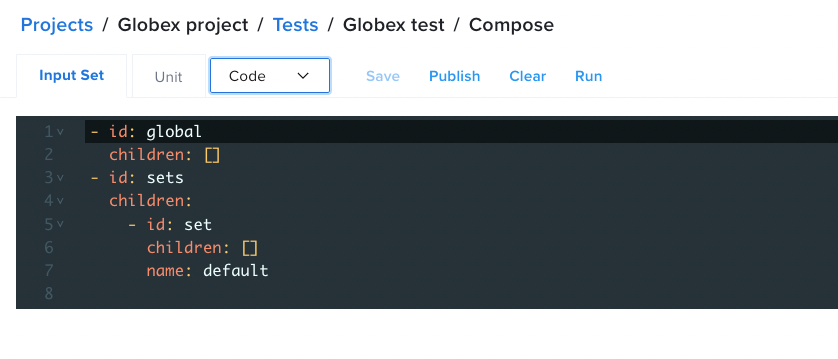 Projects / Globex project / Tests / Globex test / Compose
Input Set Unit Code Save Publish Clear Run
1 - id: global
2   children: []
3 - id: sets
4   children:
5     - id: set
6       children: []
7       name: default
8